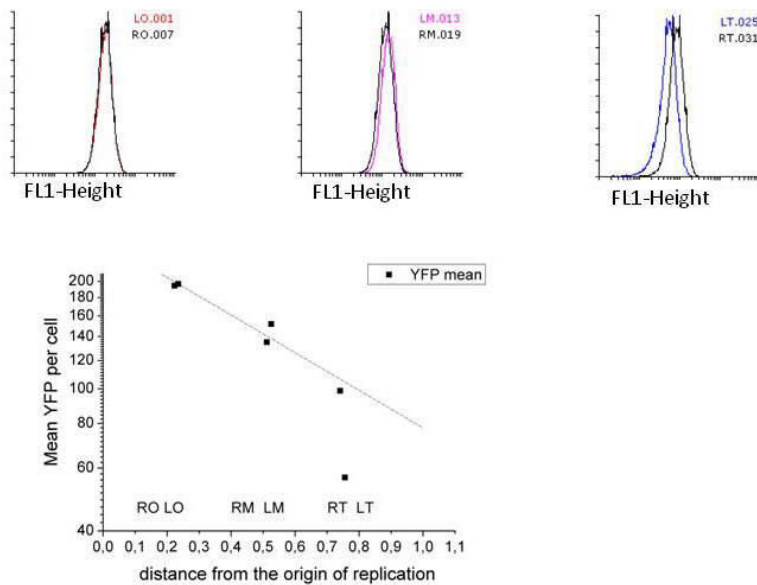 LO.001
RO.007
FL1-Height
LM.013
RM.019
FL1-Height
LT.025
RT.031
FL1-Height
YFP mean
Mean YFP per cell
200
180
160
140
120
100
80
60
40
RO LO RM LM RT LT
0,0 0,1 0,2 0,3 0,4 0,5 0,6 0,7 0,8 0,9 1,0 1,1
distance from the origin of replication